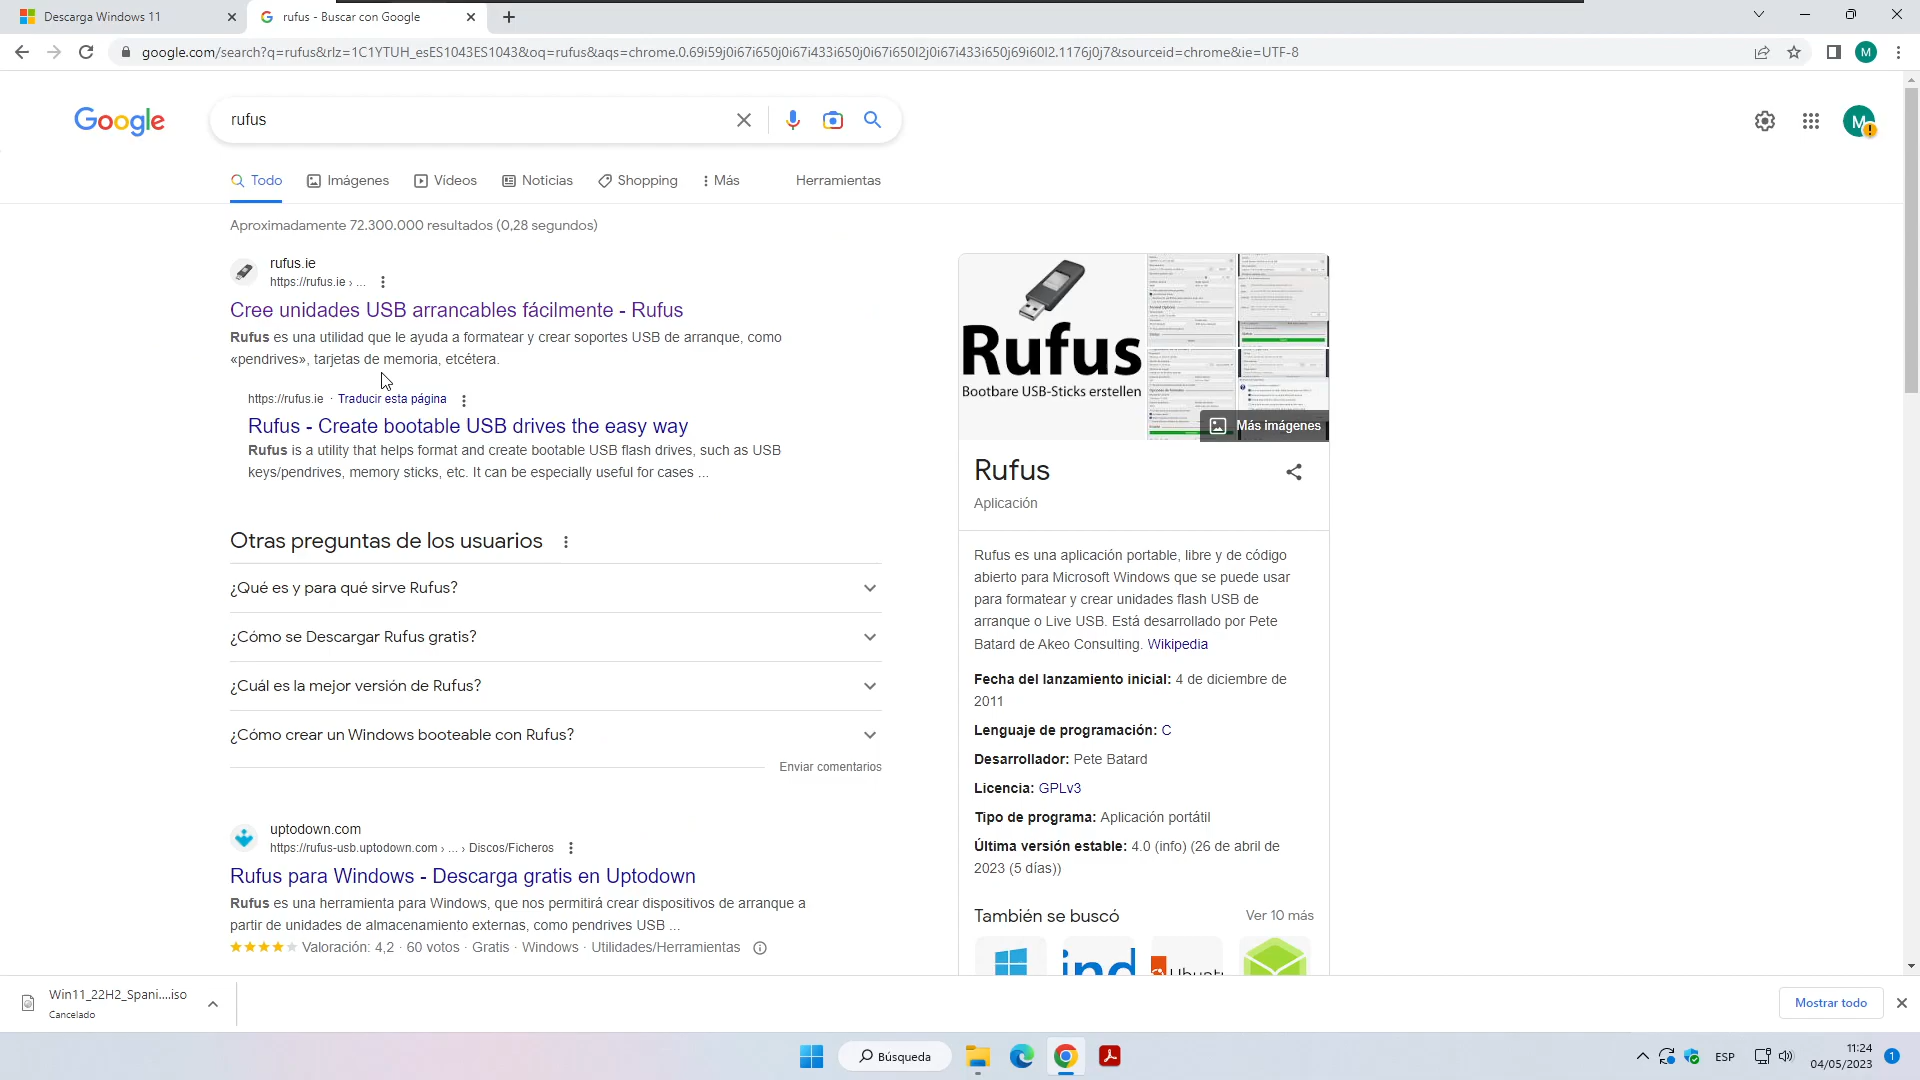 Descarga Windows 11
rufus - Buscar con Google
google.com/search?q=rufus&rlz=1C1YTUH_esES1043ES1043&oq=rufus&aqs=chrome.0.69i59j0i67i650j0i67i433i650j0i67i650l2j0i67i433i650j69i60l2.1176j0j7&sourceid=chrome&ie=UTF-8
M
Google
rufus
M
Todo
Imágenes
Vídeos
Noticias
Shopping
Más
Herramientas
Aproximadamente 72.300.000 resultados (0,28 segundos)
rufus.ie
https://rufus.ie › ...
Cree unidades USB arrancables fácilmente - Rufus
Rufus es una utilidad que le ayuda a formatear y crear soportes USB de arranque, como
«pendrives», tarjetas de memoria, etcétera.
https://rufus.ie · Traducir esta página
Rufus - Create bootable USB drives the easy way
Rufus is a utility that helps format and create bootable USB flash drives, such as USB
keys/pendrives, memory sticks, etc. It can be especially useful for cases ...
Otras preguntas de los usuarios
¿Qué es y para qué sirve Rufus?
¿Cómo se Descargar Rufus gratis?
¿Cuál es la mejor versión de Rufus?
¿Cómo crear un Windows booteable con Rufus?
Enviar comentarios
uptodown.com
https://rufus-usb.uptodown.com › ... › Discos/Ficheros
Rufus para Windows - Descarga gratis en Uptodown
Rufus es una herramienta para Windows, que nos permitirá crear dispositivos de arranque a
partir de unidades de almacenamiento externas, como pendrives USB ...
Valoración: 4,2 · 60 votos · Gratis · Windows · Utilidades/Herramientas
Rufus
Bootbare USB-Sticks erstellen
Más imágenes
Rufus
Aplicación
Rufus es una aplicación portable, libre y de código
abierto para Microsoft Windows que se puede usar
para formatear y crear unidades flash USB de
arranque o Live USB. Está desarrollado por Pete
Batard de Akeo Consulting. Wikipedia
Fecha del lanzamiento inicial: 4 de diciembre de
2011
Lenguaje de programación: C
Desarrollador: Pete Batard
Licencia: GPLv3
Tipo de programa: Aplicación portátil
Última versión estable: 4.0 (info) (26 de abril de
2023 (5 días))
También se buscó
Ver 10 más
ind
Ubuntu
Win11_22H2_Spani....iso
Cancelado
Mostrar todo
Búsqueda
ESP
11:24
04/05/2023
1